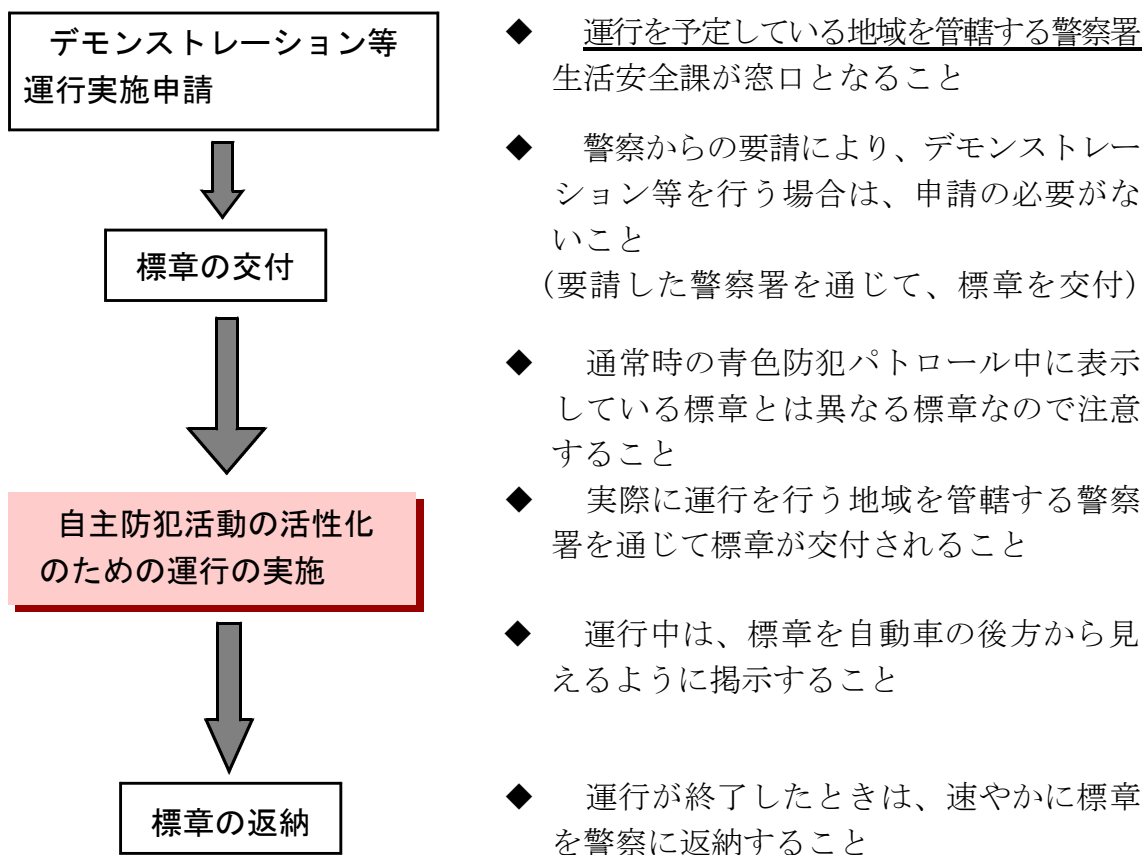 デモンストレーション等
運行実施申請
◆ 運行を予定している地域を管轄する警察署
生活安全課が窓口となること
◆ 警察からの要請により、デモンストレー
ション等を行う場合は、申請の必要がな
いこと
(要請した警察署を通じて、標章を交付)
標章の交付
◆ 通常時の青色防犯パトロール中に表示
している標章とは異なる標章なので注意
すること
◆ 実際に運行を行う地域を管轄する警察
署を通じて標章が交付されること
自主防犯活動の活性化
のための運行の実施
◆ 運行中は、標章を自動車の後方から見
えるように掲示すること
標章の返納
◆ 運行が終了したときは、速やかに標章
を警察に返納すること